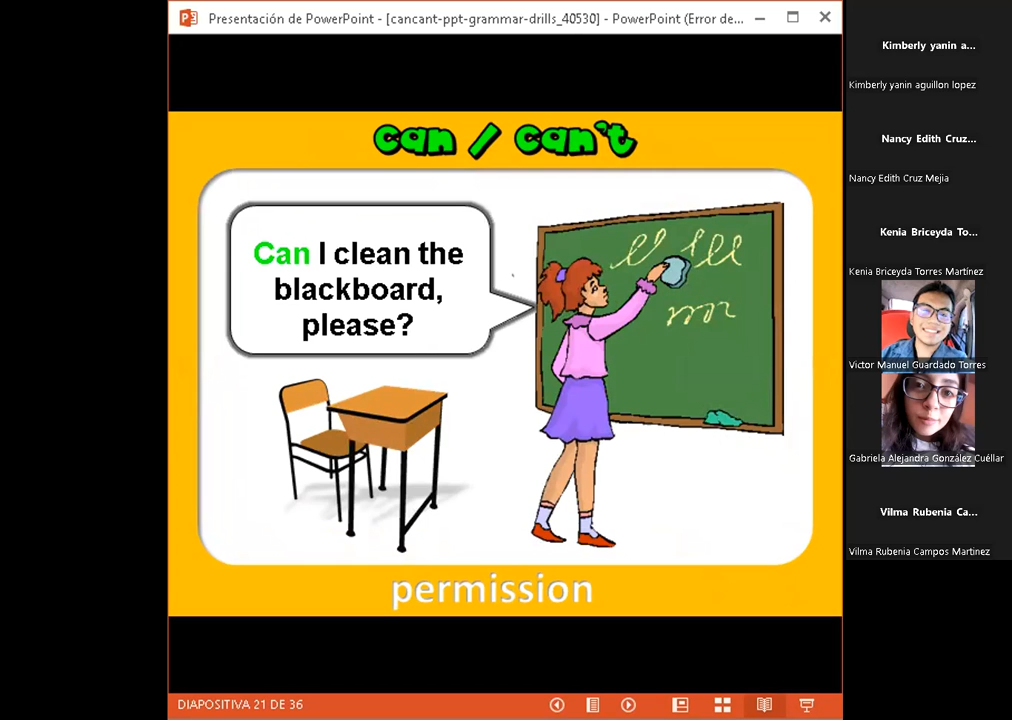 Presentación de PowerPoint - [cancant-ppt-grammar-drills_40530] - PowerPoint (Error de...
can / can't
Can I clean the
blackboard,
please?
permission
DIAPOSITIVA 21 DE 36
Kimberly yanin a...
Kimberly yanin aguillon lopez
Nancy Edith Cruz...
Nancy Edith Cruz Mejia
Kenia Briceyda To...
Kenia Briceyda Torres Martínez
Victor Manuel Guardado Torres
Gabriela Alejandra González Cuéllar
Vilma Rubenia Ca...
Vilma Rubenia Campos Martinez